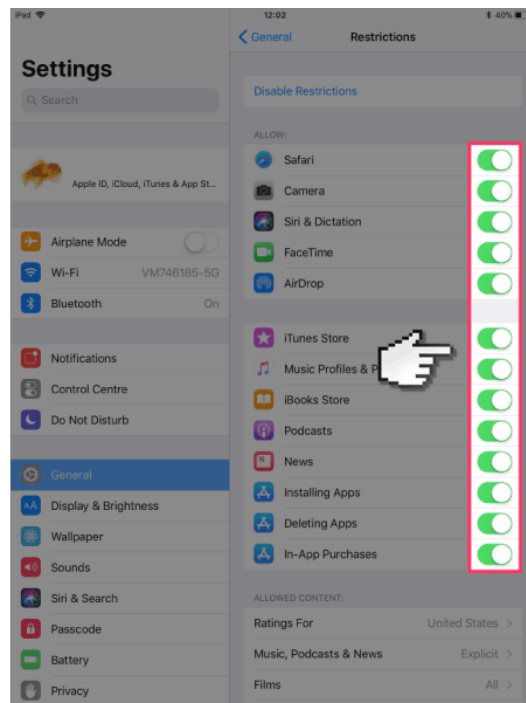 iPad
12:02
40%
Settings
Search
Apple ID, iCloud, iTunes & App St...
Airplane Mode
Wi-Fi VM746185-5G
Bluetooth On
Notifications
Control Centre
Do Not Disturb
General
Display & Brightness
Wallpaper
Sounds
Siri & Search
Passcode
Battery
Privacy
General
Restrictions
Disable Restrictions
ALLOW:
Safari
Camera
Siri & Dictation
FaceTime
AirDrop
iTunes Store
Music Profiles & P
iBooks Store
Podcasts
News
Installing Apps
Deleting Apps
In-App Purchases
ALLOWED CONTENT:
Ratings For United States
Music, Podcasts & News Explicit
Films All